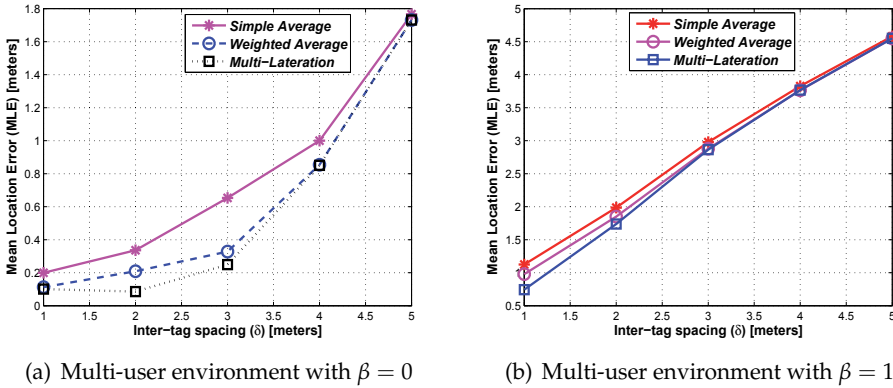 Mean Location Error (MLE) [meters]
1.8
1.6
1.4
1.2
1
0.8
0.6
0.4
0.2
0
Simple Average
Weighted Average
Multi-Lateration
1 1.5 2 2.5 3 3.5 4 4.5 5
Inter-tag spacing (δ) [meters]
(a) Multi-user environment with β = 0
Mean Location Error (MLE) [meters]
5
4.5
4
3.5
3
2.5
2
1.5
1
0.5
Simple Average
Weighted Average
Multi-Lateration
1 1.5 2 2.5 3 3.5 4 4.5 5
Inter-tag spacing (δ) [meters]
(b) Multi-user environment with β = 1